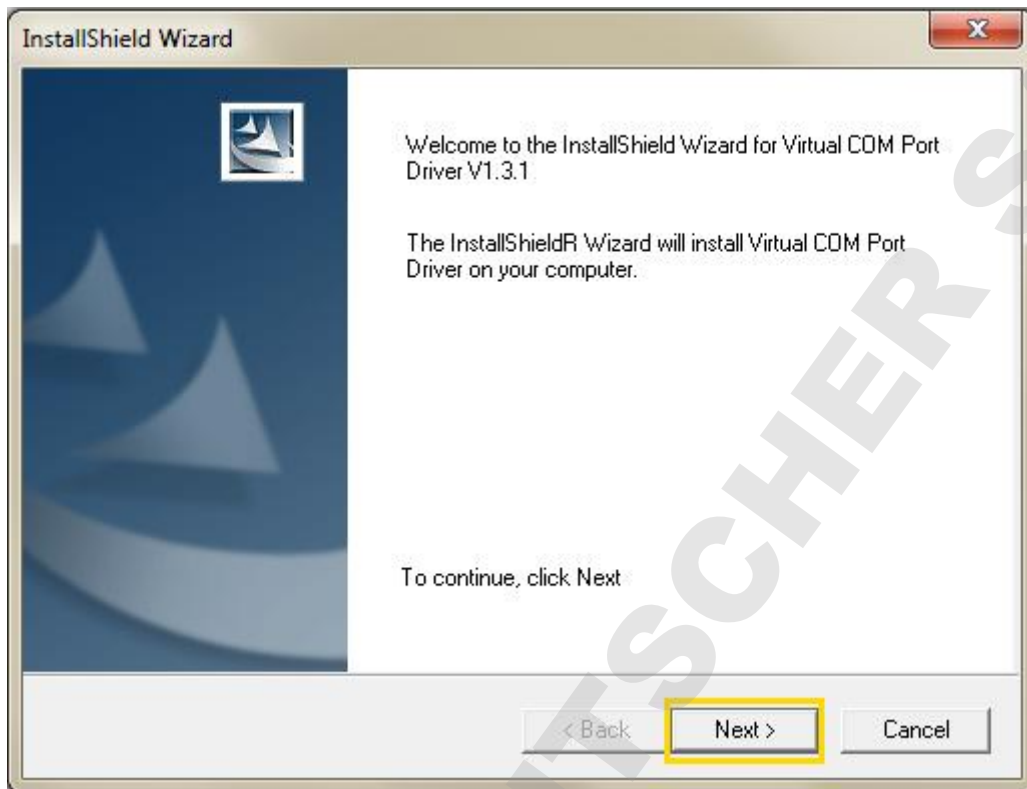 InstallShield Wizard
Welcome to the InstallShield Wizard for Virtual COM Port
Driver V1.3.1
The InstallShieldR Wizard will install Virtual COM Port
Driver on your computer.
To continue, click Next
< Back
Next >
Cancel
TSCHER S